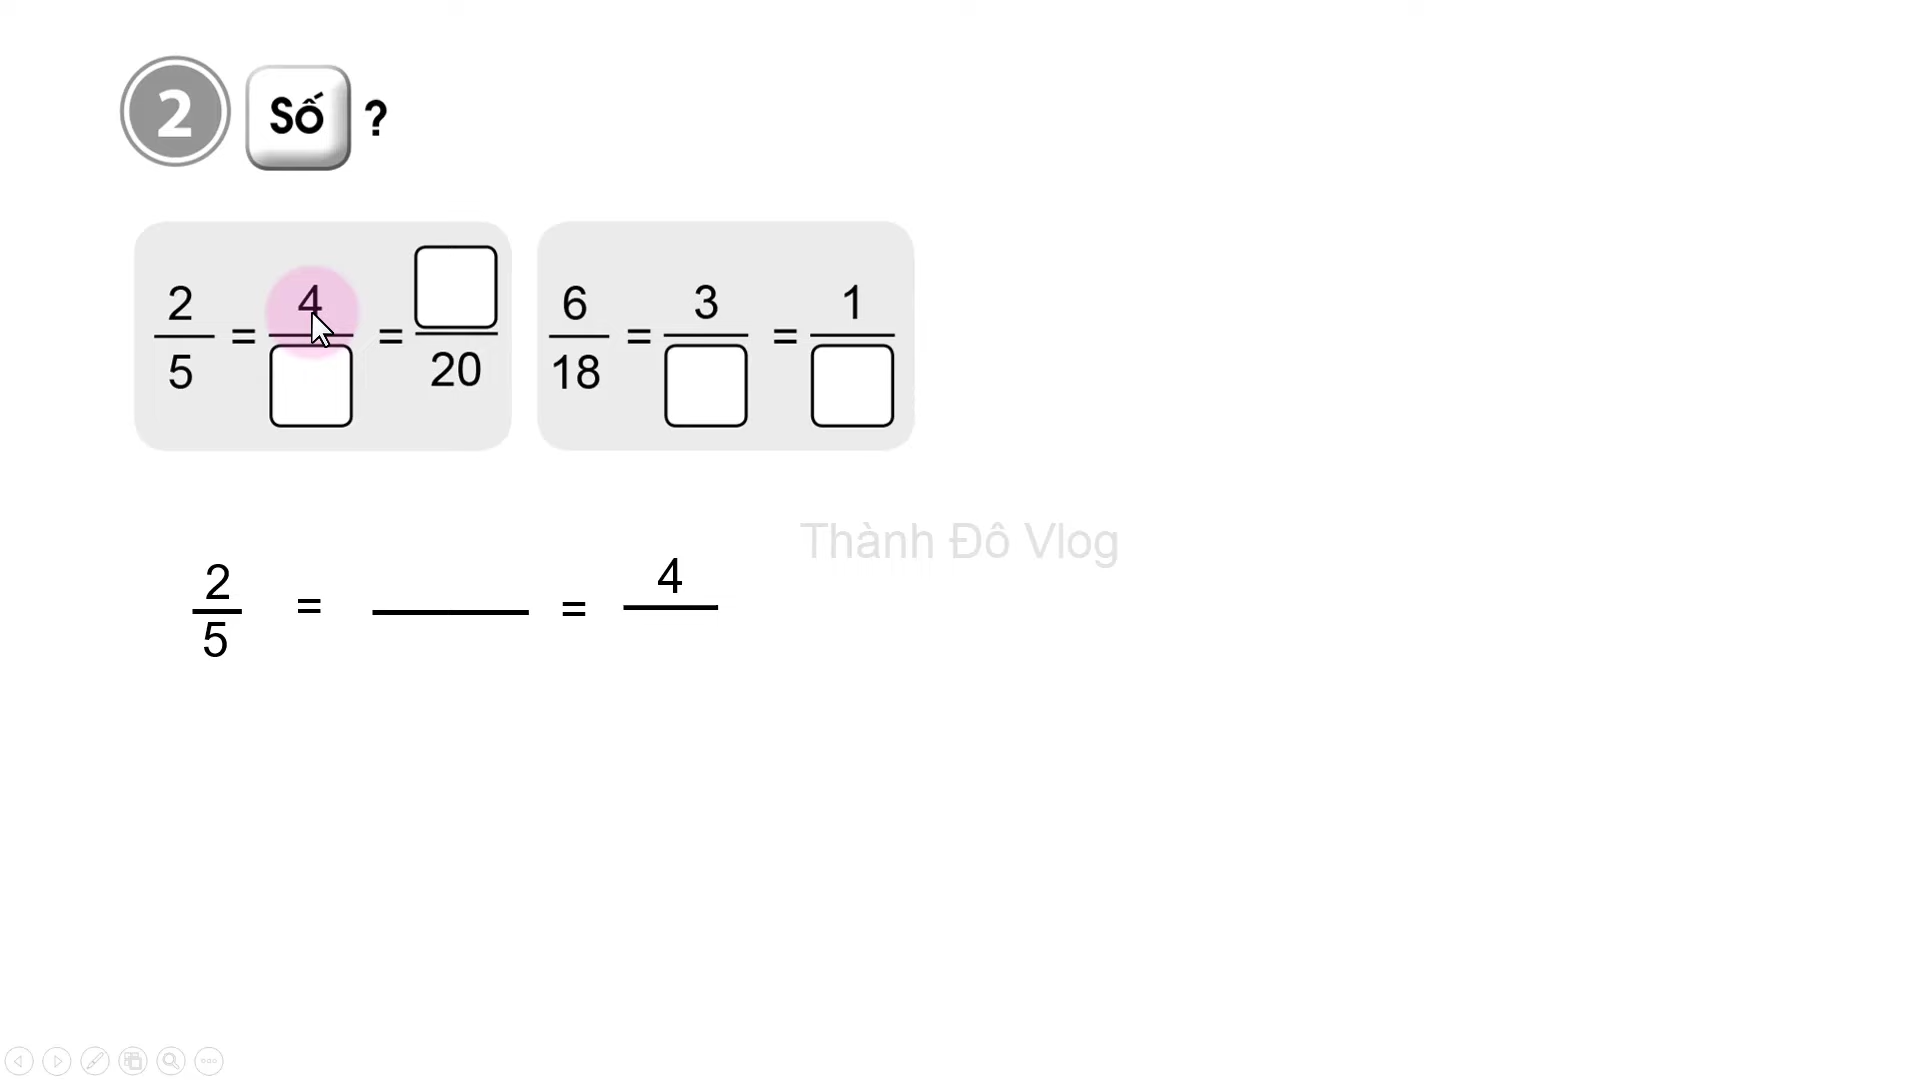 2 Số ?
2/5 = 4/□ = □/20
6/18 = 3/□ = 1/□
Thành Đô Vlog
2/5 = ―― = 4/